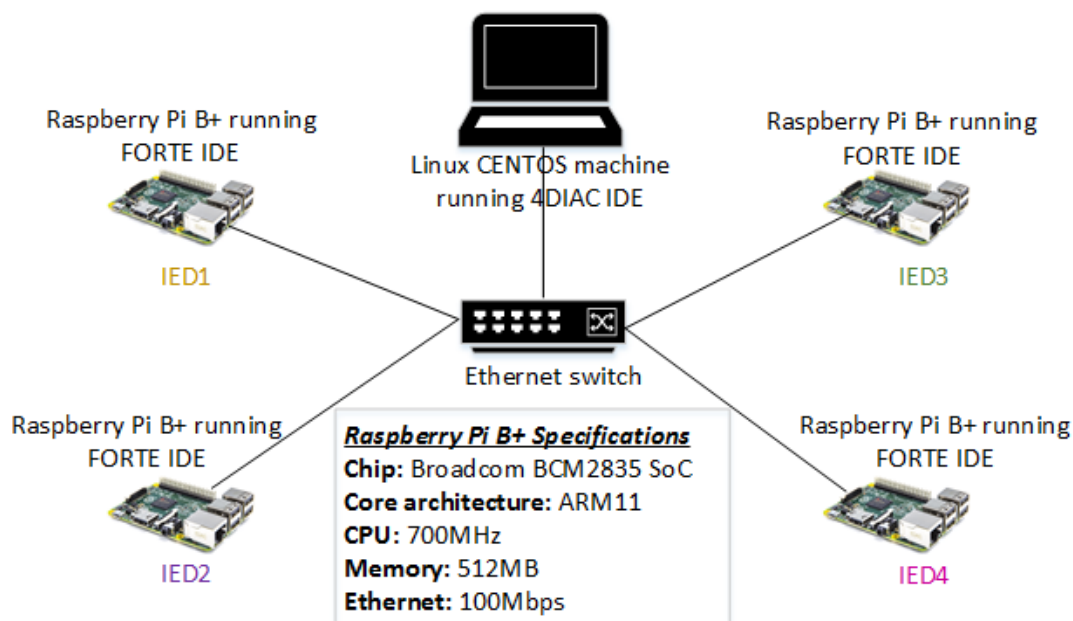 Raspberry Pi B+ running
FORTE IDE
IED1
Linux CENTOS machine
running 4DIAC IDE
Raspberry Pi B+ running
FORTE IDE
IED3
Ethernet switch
Raspberry Pi B+ running
FORTE IDE
IED2
Raspberry Pi B+ Specifications
Chip: Broadcom BCM2835 SoC
Core architecture: ARM11
CPU: 700MHz
Memory: 512MB
Ethernet: 100Mbps
Raspberry Pi B+ running
FORTE IDE
IED4